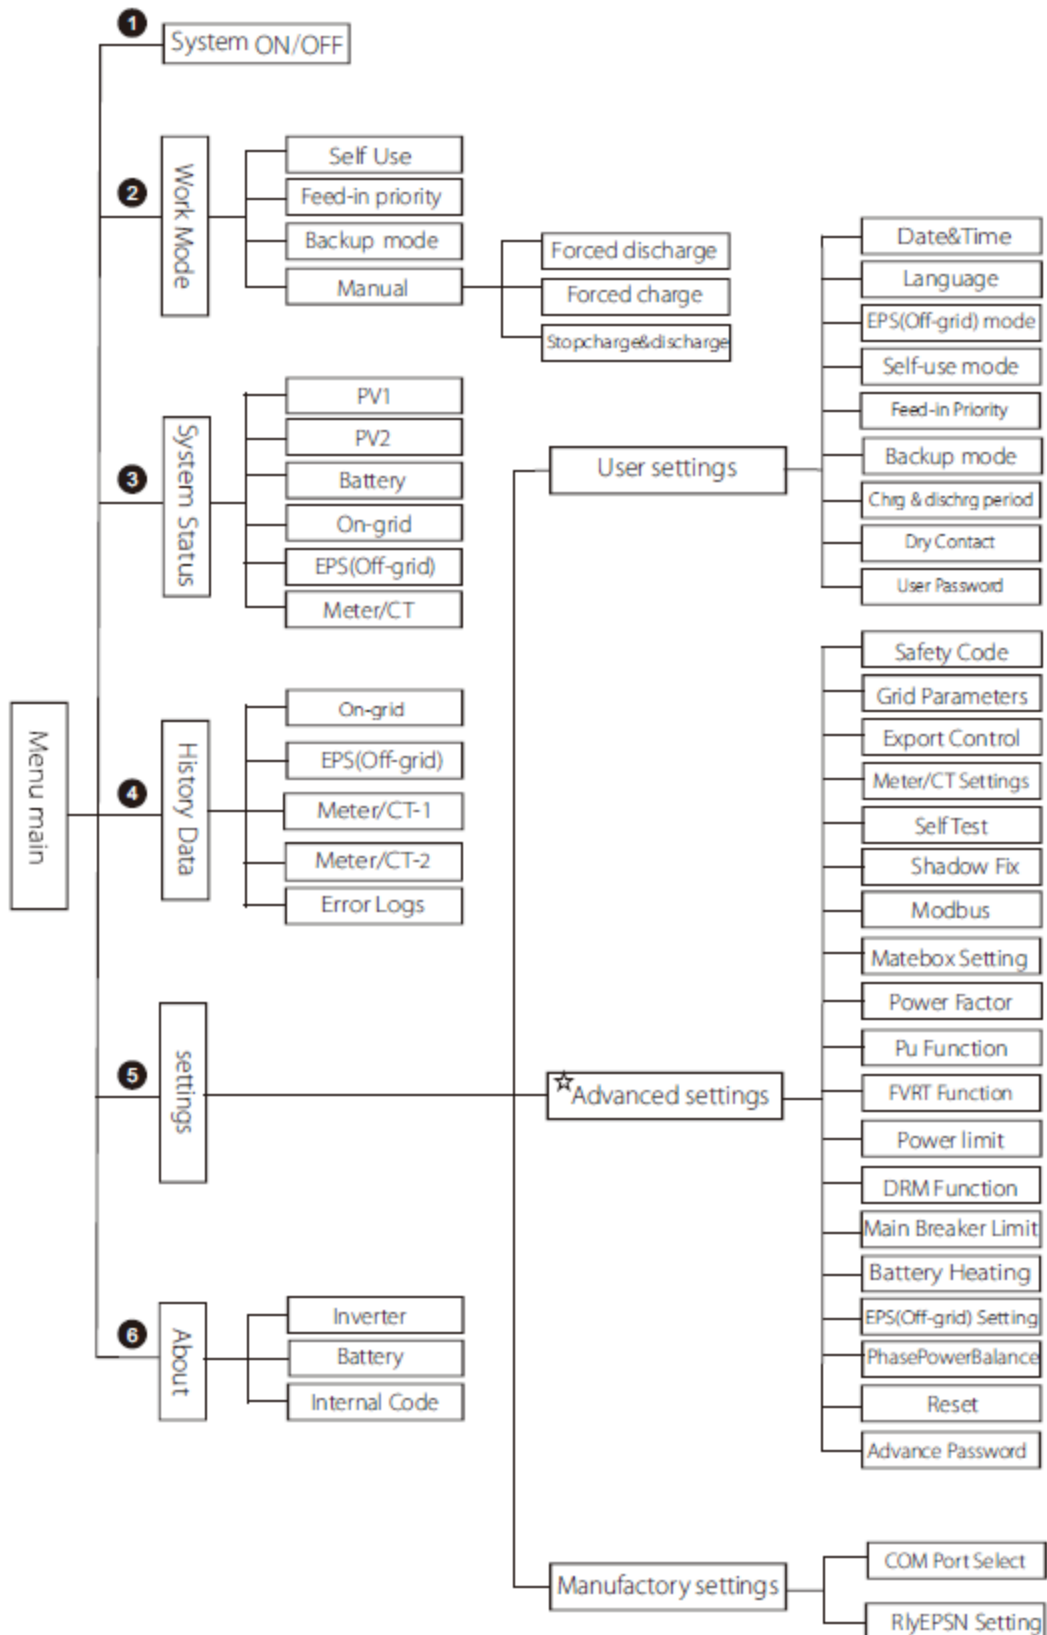 Menu main
1
System ON/OFF
2
Work Mode
Self Use
Feed-in priority
Backup mode
Manual
Forced discharge
Forced charge
Stopcharge&discharge
3
System Status
PV1
PV2
Battery
On-grid
EPS(Off-grid)
Meter/CT
4
History Data
On-grid
EPS(Off-grid)
Meter/CT-1
Meter/CT-2
Error Logs
5
settings
User settings
Date&Time
Language
EPS(Off-grid) mode
Self-use mode
Feed-in Priority
Backup mode
Chrg & dischrg period
Dry Contact
User Password
☆Advanced settings
Safety Code
Grid Parameters
Export Control
Meter/CT Settings
Self Test
Shadow Fix
Modbus
Matebox Setting
Power Factor
Pu Function
FVRT Function
Power limit
DRM Function
Main Breaker Limit
Battery Heating
EPS(Off-grid) Setting
PhasePowerBalance
Reset
Advance Password
Manufactory settings
COM Port Select
RlyEPSN Setting
6
About
Inverter
Battery
Internal Code